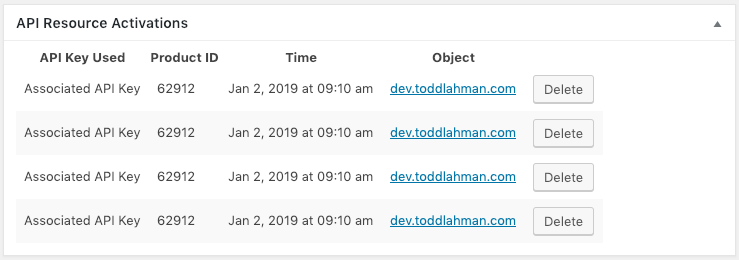 API Resource Activations
API Key Used Product ID Time Object
Associated API Key 62912 Jan 2, 2019 at 09:10 am dev.toddlahman.com Delete
Associated API Key 62912 Jan 2, 2019 at 09:10 am dev.toddlahman.com Delete
Associated API Key 62912 Jan 2, 2019 at 09:10 am dev.toddlahman.com Delete
Associated API Key 62912 Jan 2, 2019 at 09:10 am dev.toddlahman.com Delete